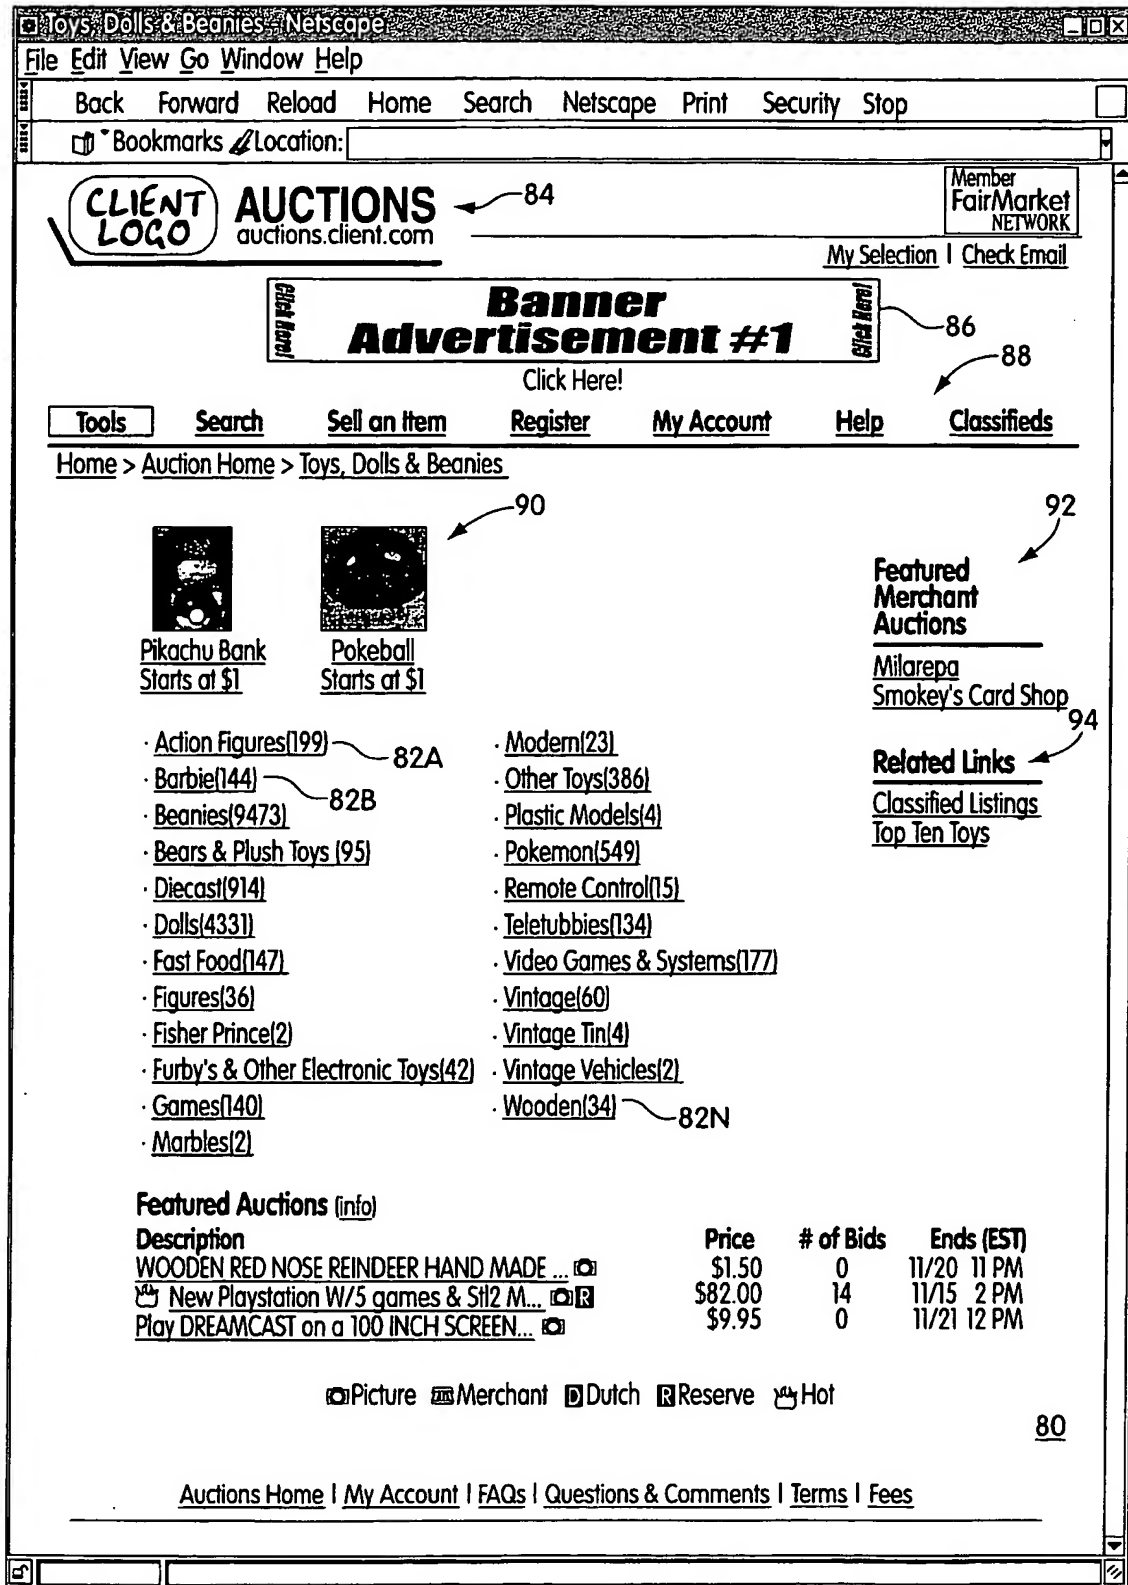 Toys, Dolls & Beanies - Netscape
File Edit View Go Window Help
Back Forward Reload Home Search Netscape Print Security Stop
Bookmarks Location:
CLIENT LOGO
AUCTIONS
auctions.client.com
84
Member
FairMarket
NETWORK
My Selection | Check Email
Click Here!
Banner
Advertisement #1
Click Here!
86
Click Here!
88
Tools Search Sell an Item Register My Account Help Classifieds
Home > Auction Home > Toys, Dolls & Beanies
90
Pikachu Bank
Starts at $1
Pokeball
Starts at $1
92
Featured
Merchant
Auctions
Milarepa
Smokey's Card Shop
94
Related Links
Classified Listings
Top Ten Toys
· Action Figures(199) 82A
· Barbie(144) 82B
· Beanies(9473)
· Bears & Plush Toys (95)
· Diecast(914)
· Dolls(4331)
· Fast Food(147)
· Figures(36)
· Fisher Prince(2)
· Furby's & Other Electronic Toys(42)
· Games(140)
· Marbles(2)
· Modern(23)
· Other Toys(386)
· Plastic Models(4)
· Pokemon(549)
· Remote Control(15)
· Teletubbies(134)
· Video Games & Systems(177)
· Vintage(60)
· Vintage Tin(4)
· Vintage Vehicles(2)
· Wooden(34) 82N
Featured Auctions (info)
Description Price # of Bids Ends (EST)
WOODEN RED NOSE REINDEER HAND MADE ... $1.50 0 11/20 11 PM
New Playstation W/5 games & Stl2 M... R $82.00 14 11/15 2 PM
Play DREAMCAST on a 100 INCH SCREEN... $9.95 0 11/21 12 PM
Picture Merchant D Dutch R Reserve Hot
80
Auctions Home | My Account | FAQs | Questions & Comments | Terms | Fees